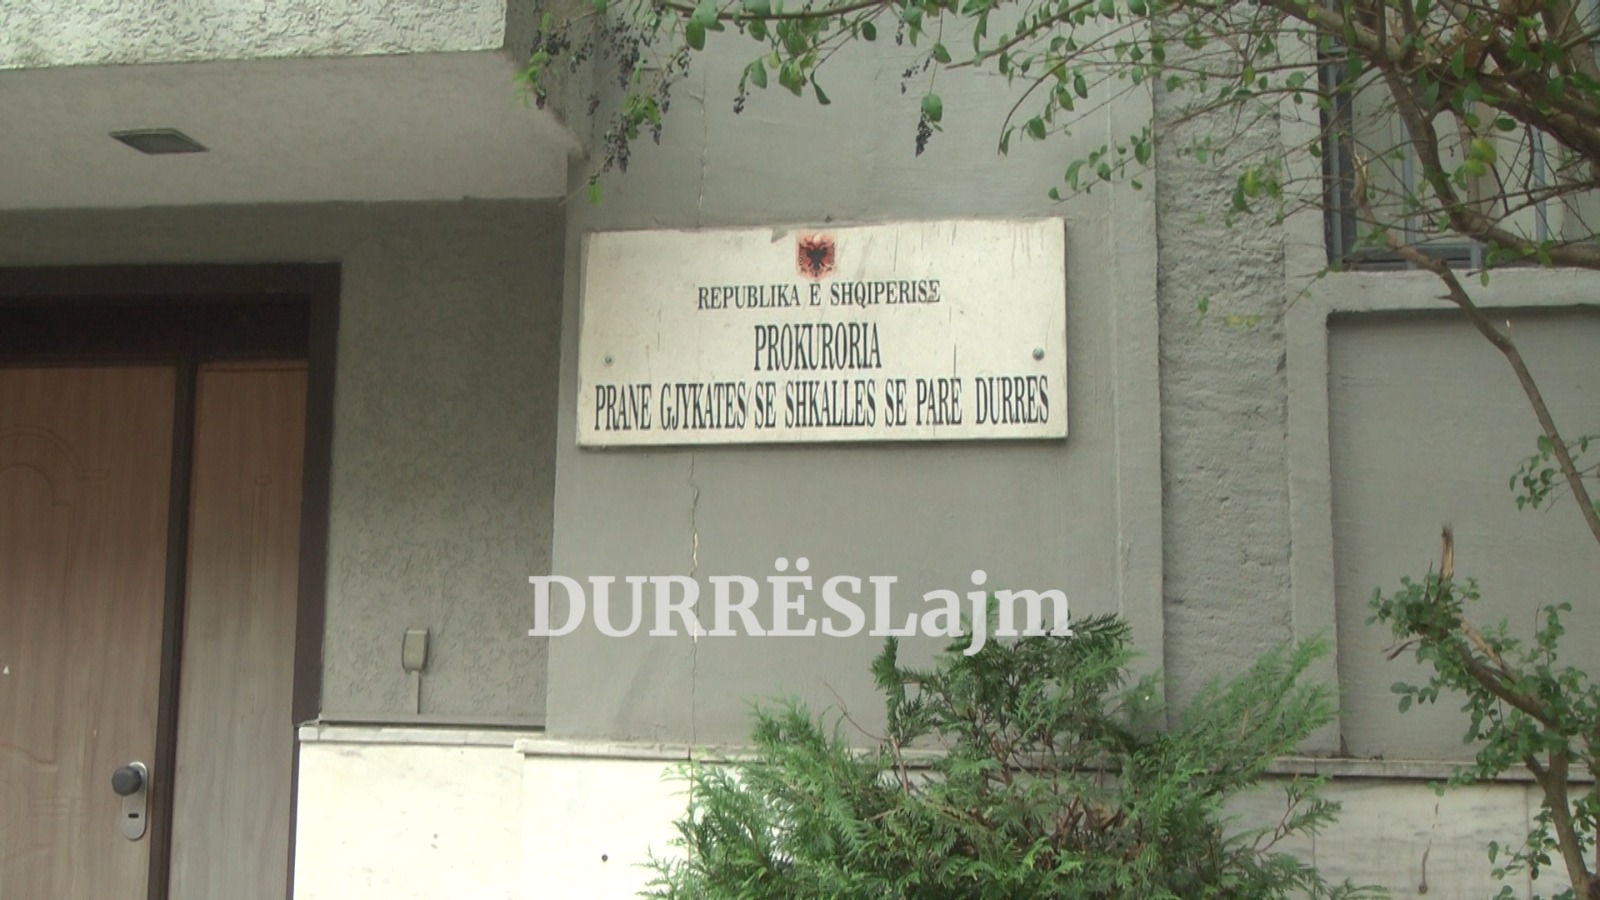 REPUBLIKA E SHQIPERISE
PROKURORIA
PRANE GJYKATES SE SHKALLES SE PARE DURRES
DURRËSLajm